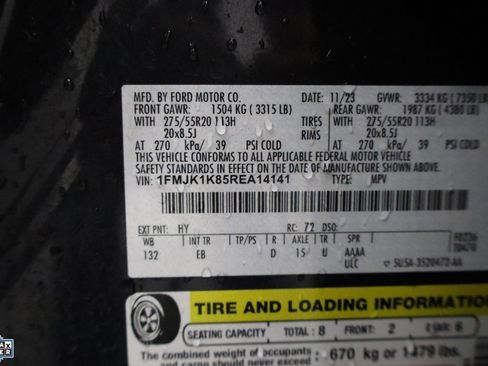 MFD. BY FORD MOTOR CO. DATE: 11/23 GVWR: 3334 KG ( 7350 LB)
FRONT GAWR: 1504 KG ( 3315 LB) REAR GAWR: 1987 KG ( 4380 LB)
WITH 275/55R20 113H TIRES WITH 275/55R20 113H
20x8.5J RIMS 20x8.5J
AT 270 kPa/ 39 PSI COLD AT 270 kPa/ 39 PSI COLD
THIS VEHICLE CONFORMS TO ALL APPLICABLE FEDERAL MOTOR VEHICLE
SAFETY STANDARDS IN EFFECT ON THE DATE OF MANUFACTURE SHOWN ABOVE.
VIN: 1FMJK1K85REA14141 TYPE: MPV
EXT PNT: HY RC: 72 DSO:
WB INT TR TP/PS R AXLE TR SPR
132 EB D 15 U AAAA
ULC
TIRE AND LOADING INFORMATION
SEATING CAPACITY TOTAL: 8 FRONT: 2 REAR: 6
The combined weight of occupants
670 kg or 1479 lbs.